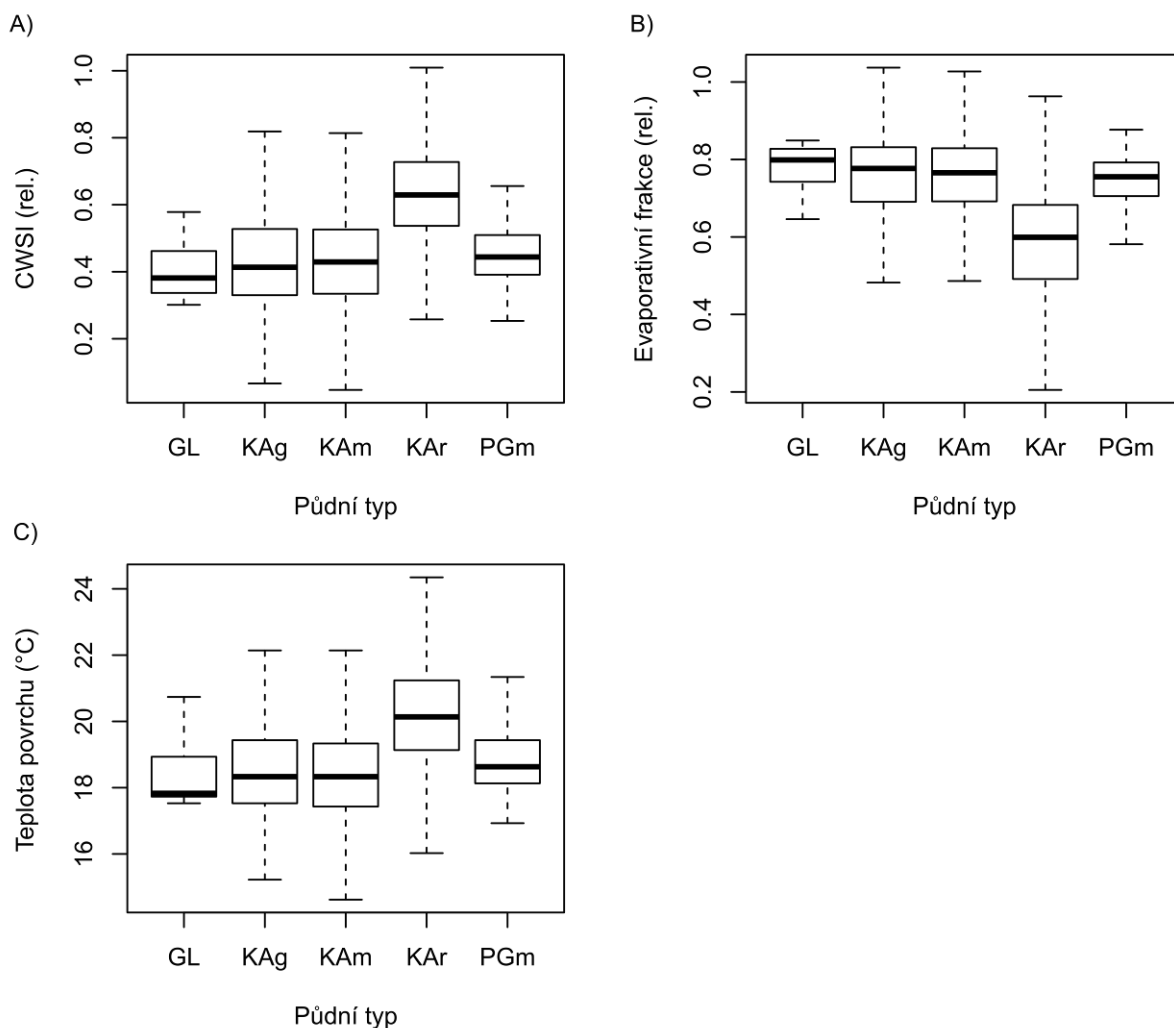 A)
CWSI (rel.)
1.0
0.8
0.6
0.4
0.2
GL KAg KAm KAr PGm
Půdní typ
B)
Evaporativní frakce (rel.)
1.0
0.8
0.6
0.4
0.2
GL KAg KAm KAr PGm
Půdní typ
C)
Teplota povrchu (°C)
24
22
20
18
16
GL KAg KAm KAr PGm
Půdní typ